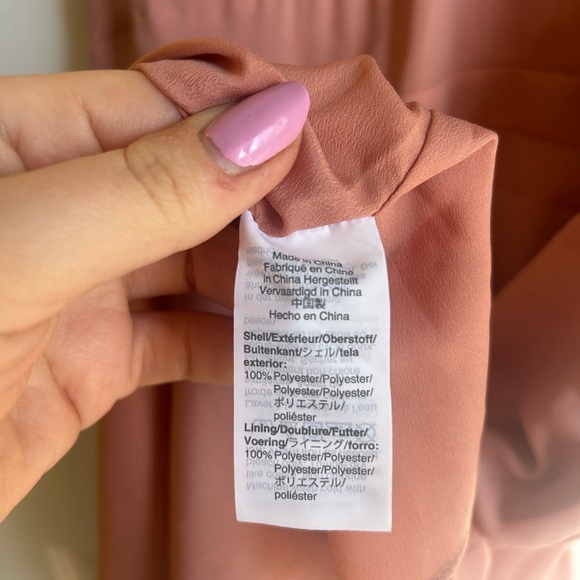 Made in China
Fabriqué en China
in China Hergestellt
Vervaardigd in China
中国製
Hecho en China
Shell/Extérieur/Oberstoff/
Buitenkant/シェル/tela
exterior:
100% Polyester/Polyester/
Polyester/Polyester/
ポリエステル/
poliéster
Lining/Doublure/Futter/
Voering/ライニング/forro:
100% Polyester/Polyester/
Polyester/Polyester/
ポリエステル/
poliéster